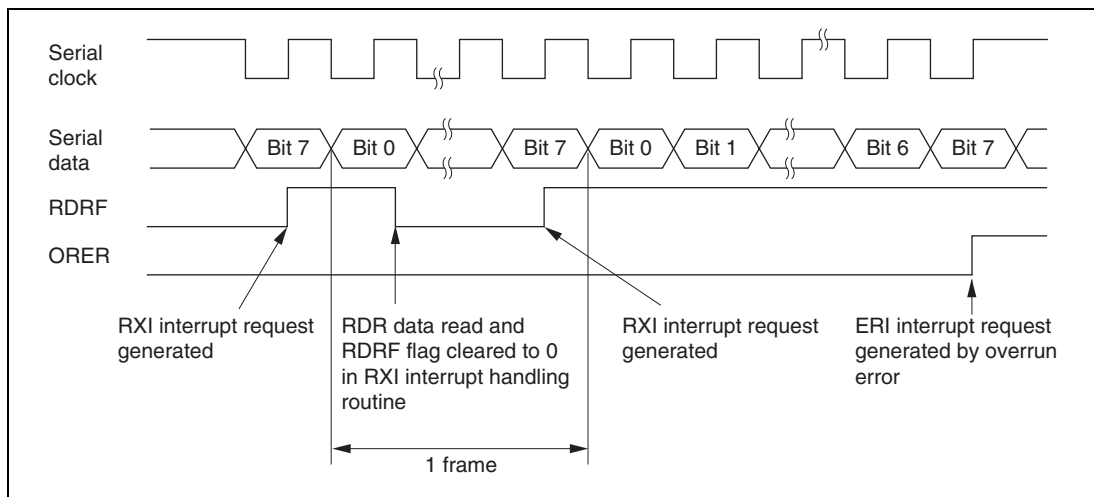 Serial
clock
Serial
data
Bit 7
Bit 0
Bit 7
Bit 0
Bit 1
Bit 6
Bit 7
RDRF
ORER
RXI interrupt request
generated
RDR data read and
RDRF flag cleared to 0
in RXI interrupt handling
routine
RXI interrupt request
generated
ERI interrupt request
generated by overrun
error
1 frame